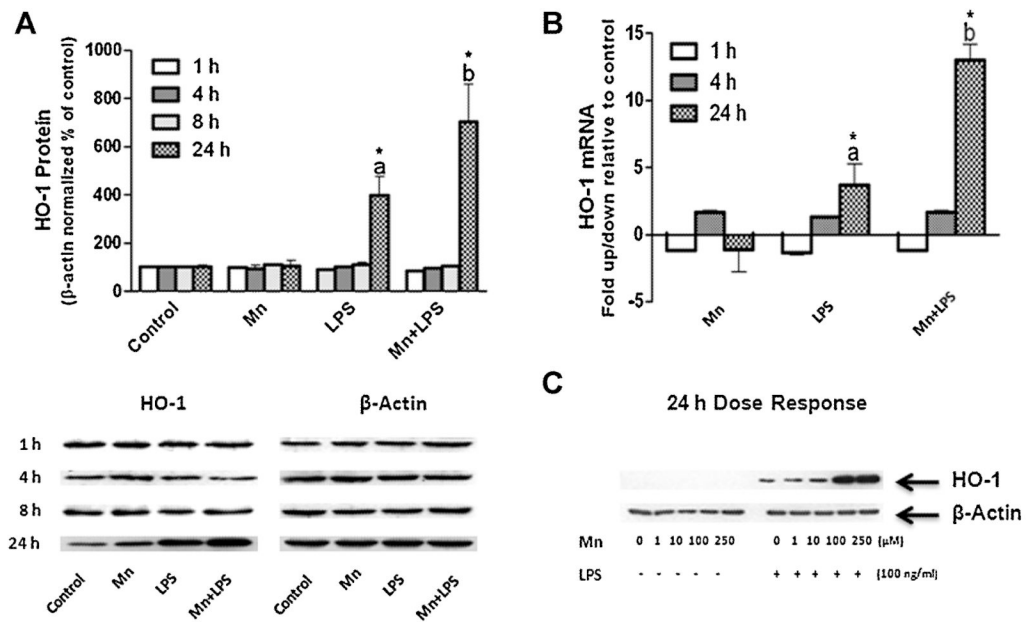 A
HO-1 Protein
(β-actin normalized % of control)
1000
800
600
400
200
0
1 h
4 h
8 h
24 h
*
a
*
b
Control
Mn
LPS
Mn+LPS
B
HO-1 mRNA
Fold up/down relative to control
15
10
5
0
-5
1 h
4 h
24 h
*
a
*
b
Mn
LPS
Mn+LPS
HO-1
β-Actin
1 h
4 h
8 h
24 h
Control
Mn
LPS
Mn+LPS
Control
Mn
LPS
Mn+LPS
C
24 h Dose Response
HO-1
β-Actin
Mn 0 1 10 100 250 0 1 10 100 250 (µM)
LPS - - - - - + + + + + (100 ng/ml)